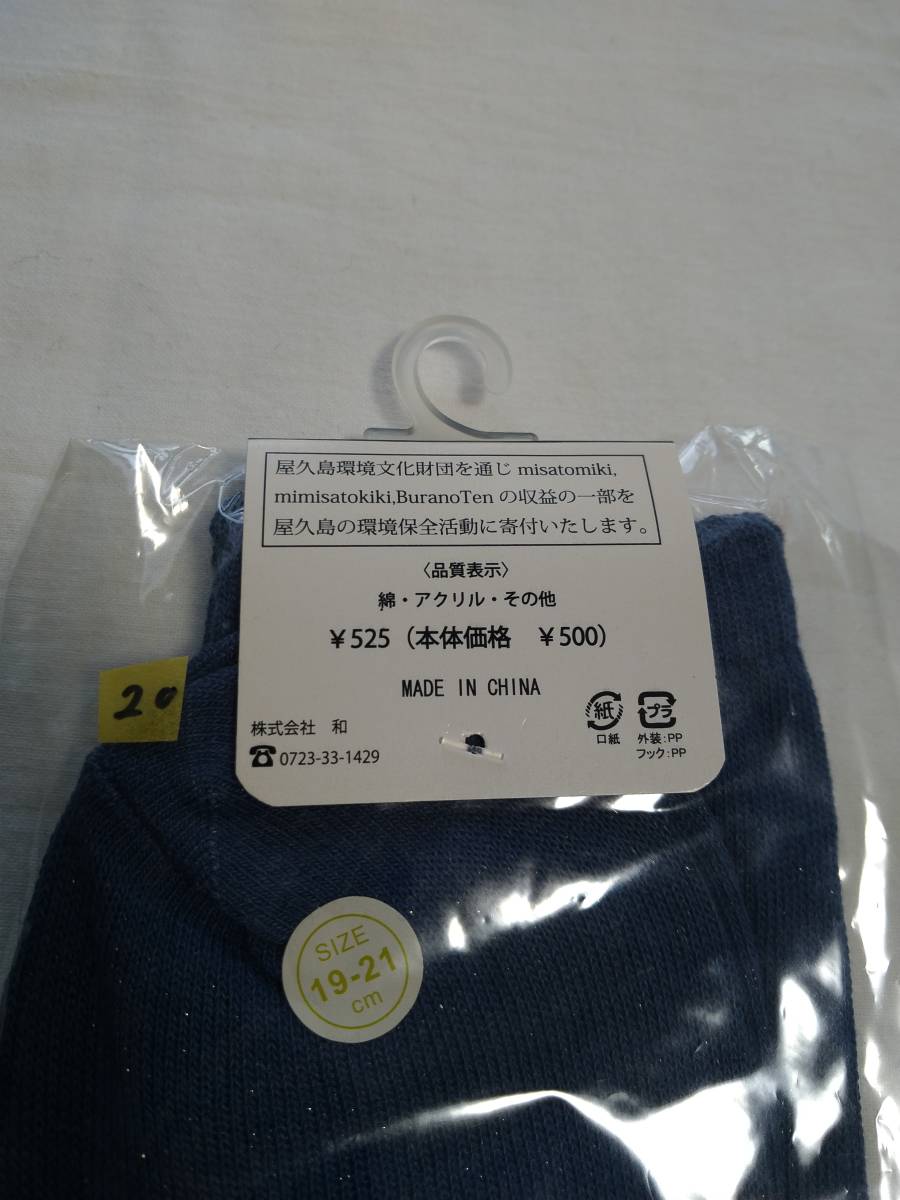 屋久島環境文化財団を通じ misatomiki,
mimisatokiki,BuranoTen の収益の一部を
屋久島の環境保全活動に寄付いたします。
〈品質表示〉
綿・アクリル・その他
￥525（本体価格　￥500）
MADE IN CHINA
株式会社　和
☎ 0723-33-1429
紙
口紙
プラ
外装:PP
フック:PP
20
SIZE
19-21
cm